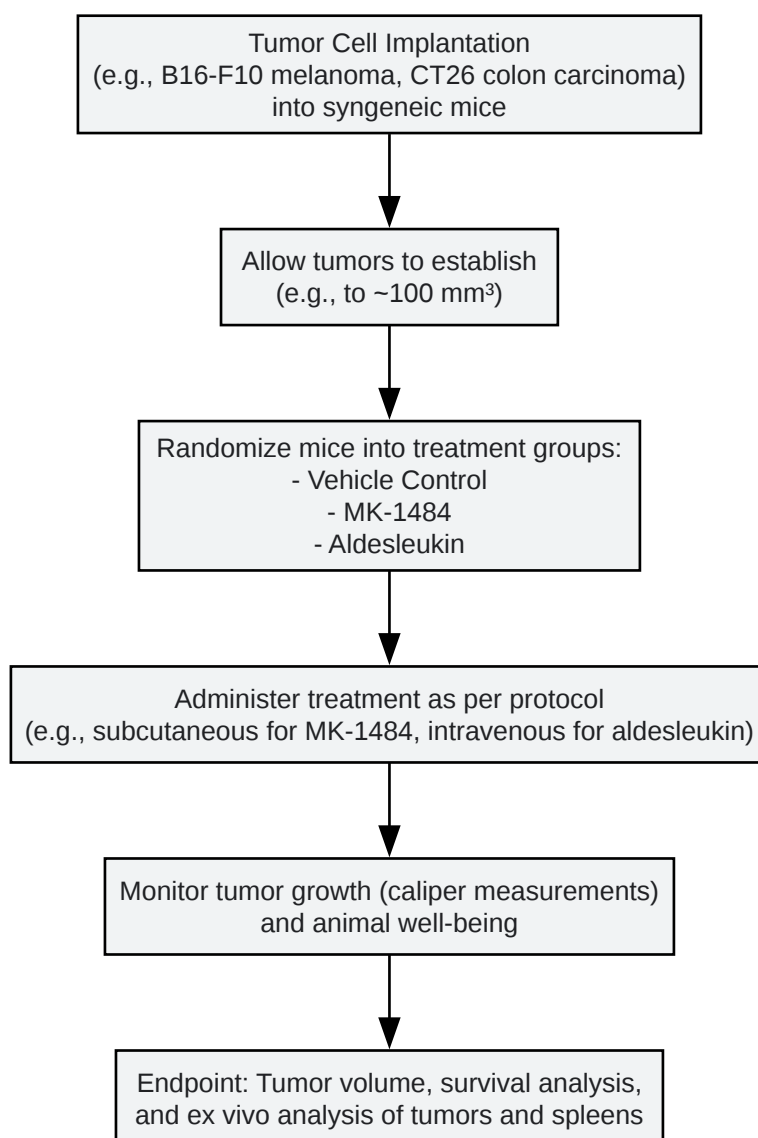 Tumor Cell Implantation
(e.g., B16-F10 melanoma, CT26 colon carcinoma)
into syngeneic mice
Allow tumors to establish
(e.g., to ~100 mm³)
Randomize mice into treatment groups:
- Vehicle Control
- MK-1484
- Aldesleukin
Administer treatment as per protocol
(e.g., subcutaneous for MK-1484, intravenous for aldesleukin)
Monitor tumor growth (caliper measurements)
and animal well-being
Endpoint: Tumor volume, survival analysis,
and ex vivo analysis of tumors and spleens